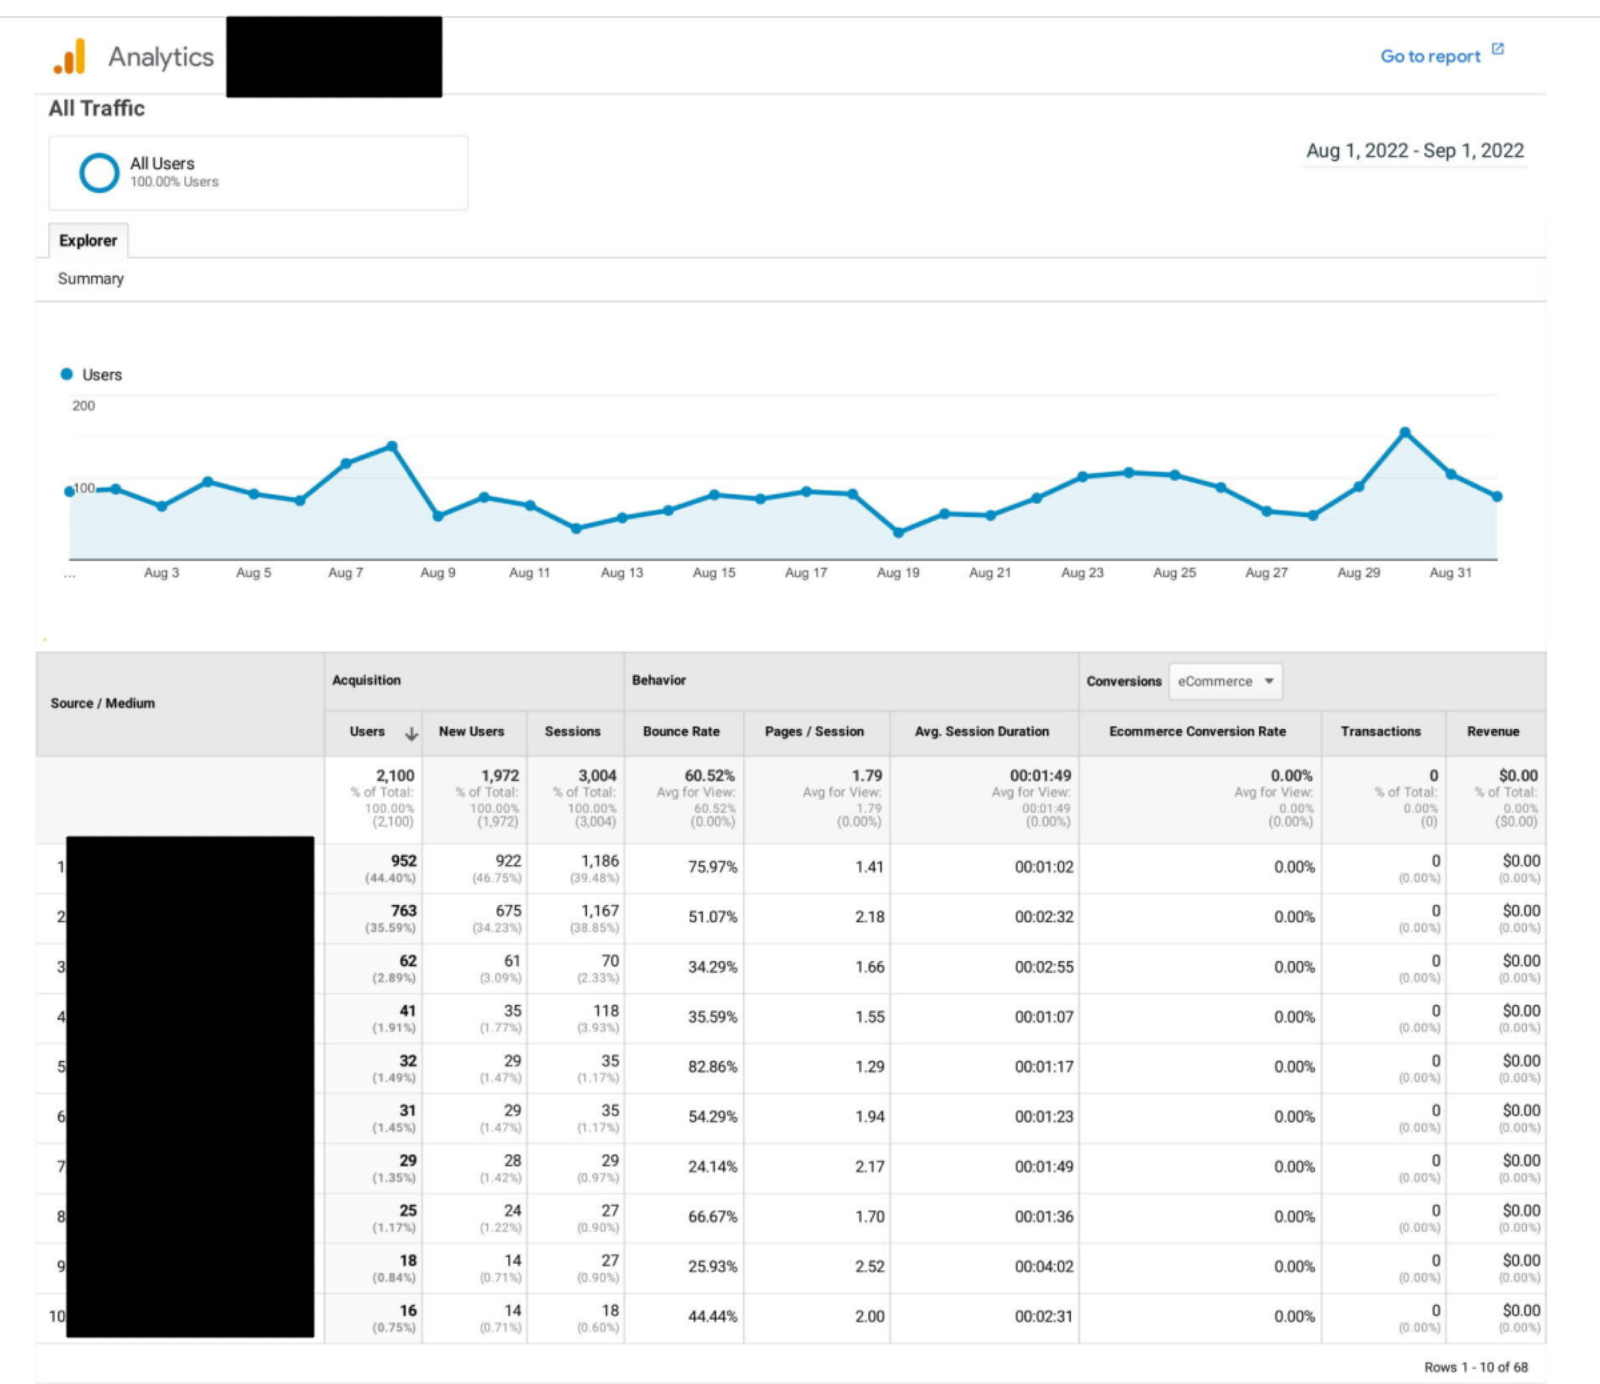 Analytics
Go to report
All Traffic
All Users
100.00% Users
Aug 1, 2022 - Sep 1, 2022
Explorer
Summary
Users
200
100
... Aug 3 Aug 5 Aug 7 Aug 9 Aug 11 Aug 13 Aug 15 Aug 17 Aug 19 Aug 21 Aug 23 Aug 25 Aug 27 Aug 29 Aug 31
Source / Medium
Acquisition Behavior Conversions eCommerce
Users New Users Sessions Bounce Rate Pages / Session Avg. Session Duration Ecommerce Conversion Rate Transactions Revenue
2,100 1,972 3,004 60.52% 1.79 00:01:49 0.00% 0 $0.00
% of Total: % of Total: % of Total: Avg for View: Avg for View: Avg for View: Avg for View: % of Total: % of Total:
100.00% 100.00% 100.00% 60.52% 1.79 00:01:49 0.00% 0.00% 0.00%
(2,100) (1,972) (3,004) (0.00%) (0.00%) (0.00%) (0.00%) (0) ($0.00)
1 952 922 1,186 75.97% 1.41 00:01:02 0.00% 0 $0.00
(44.40%) (46.75%) (39.48%) (0.00%) (0.00%)
2 763 675 1,167 51.07% 2.18 00:02:32 0.00% 0 $0.00
(35.59%) (34.23%) (38.85%) (0.00%) (0.00%)
3 62 61 70 34.29% 1.66 00:02:55 0.00% 0 $0.00
(2.89%) (3.09%) (2.33%) (0.00%) (0.00%)
4 41 35 118 35.59% 1.55 00:01:07 0.00% 0 $0.00
(1.91%) (1.77%) (3.93%) (0.00%) (0.00%)
5 32 29 35 82.86% 1.29 00:01:17 0.00% 0 $0.00
(1.49%) (1.47%) (1.17%) (0.00%) (0.00%)
6 31 29 35 54.29% 1.94 00:01:23 0.00% 0 $0.00
(1.45%) (1.47%) (1.17%) (0.00%) (0.00%)
7 29 28 29 24.14% 2.17 00:01:49 0.00% 0 $0.00
(1.35%) (1.42%) (0.97%) (0.00%) (0.00%)
8 25 24 27 66.67% 1.70 00:01:36 0.00% 0 $0.00
(1.17%) (1.22%) (0.90%) (0.00%) (0.00%)
9 18 14 27 25.93% 2.52 00:04:02 0.00% 0 $0.00
(0.84%) (0.71%) (0.90%) (0.00%) (0.00%)
10 16 14 18 44.44% 2.00 00:02:31 0.00% 0 $0.00
(0.75%) (0.71%) (0.60%) (0.00%) (0.00%)
Rows 1 - 10 of 68